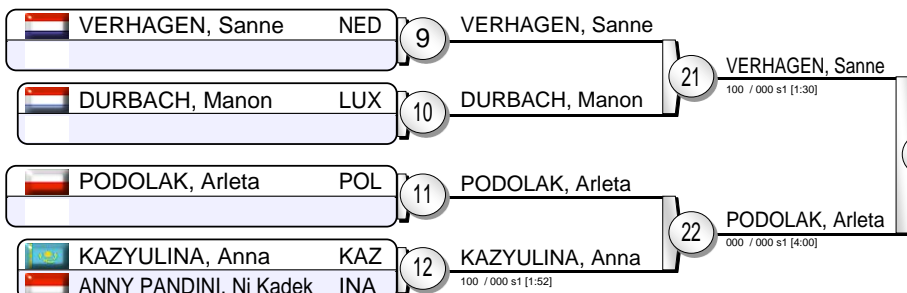 VERHAGEN, Sanne NED
9
VERHAGEN, Sanne
21
VERHAGEN, Sanne
100 / 000 s1 [1:30]
DURBACH, Manon LUX
10
DURBACH, Manon
PODOLAK, Arleta POL
11
PODOLAK, Arleta
22
PODOLAK, Arleta
000 / 000 s1 [4:00]
KAZYULINA, Anna KAZ
12
KAZYULINA, Anna
100 / 000 s1 [1:52]
ANNY PANDINI, Ni Kadek INA